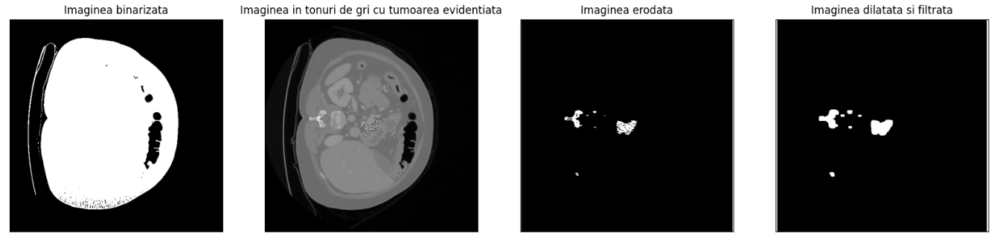 Imaginea binarizata
Imaginea in tonuri de gri cu tumoarea evidentiata
Imaginea erodata
Imaginea dilatata si filtrata